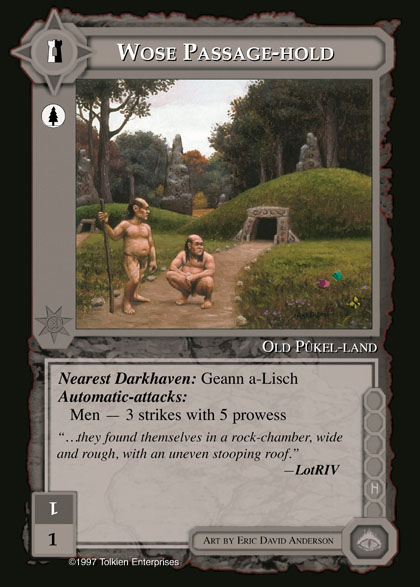 WOSE PASSAGE-HOLD
OLD PÛKEL-LAND
Nearest Darkhaven: Geann a-Lisch
Automatic-attacks:
Men — 3 strikes with 5 prowess
“…they found themselves in a rock-chamber, wide
and rough, with an uneven stooping roof.”
–LotRIV
H
1
1
ART BY ERIC DAVID ANDERSON
©1997 Tolkien Enterprises